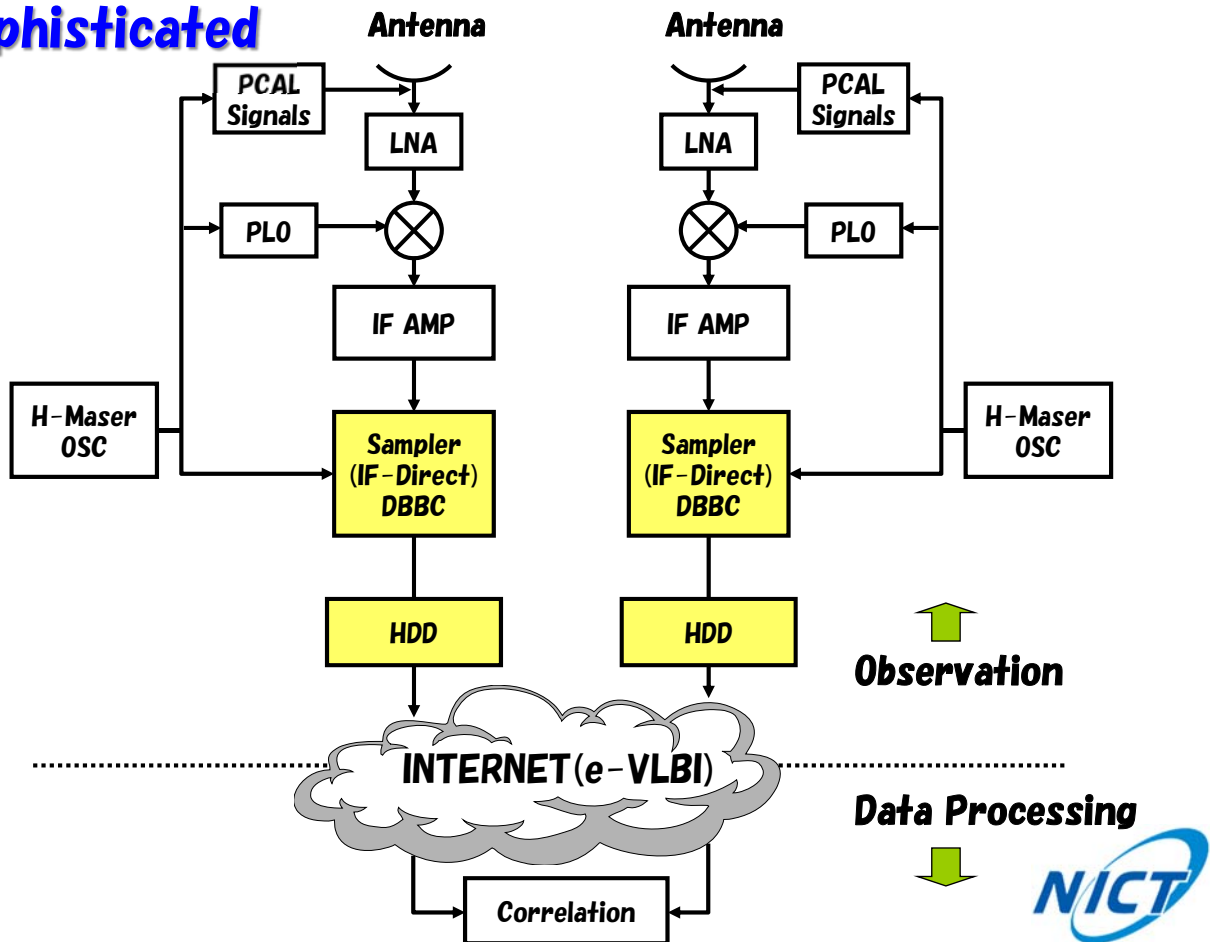 phisticated
Antenna
Antenna
PCAL
Signals
PCAL
Signals
LNA
LNA
PLO
PLO
IF AMP
IF AMP
H-Maser
OSC
Sampler
(IF-Direct)
DBBC
Sampler
(IF-Direct)
DBBC
H-Maser
OSC
HDD
HDD
Observation
INTERNET(e-VLBI)
Data Processing
Correlation
NICT